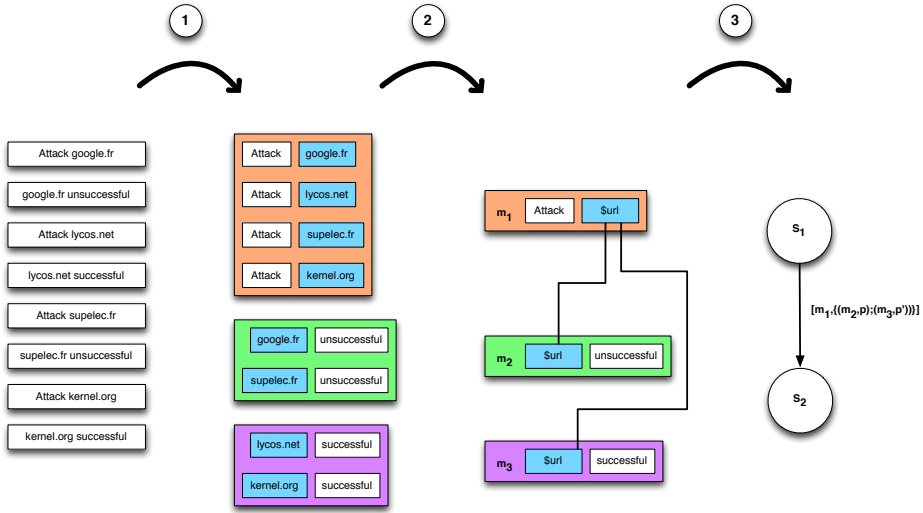 1
2
3
Attack google.fr
google.fr unsuccessful
Attack lycos.net
lycos.net successful
Attack supelec.fr
supelec.fr unsuccessful
Attack kernel.org
kernel.org successful
Attack google.fr
Attack lycos.net
Attack supelec.fr
Attack kernel.org
google.fr unsuccessful
supelec.fr unsuccessful
lycos.net successful
kernel.org successful
m1 Attack $url
m2 $url unsuccessful
m3 $url successful
S1
[m1,{(m2,p);(m3,p'))}]
S2